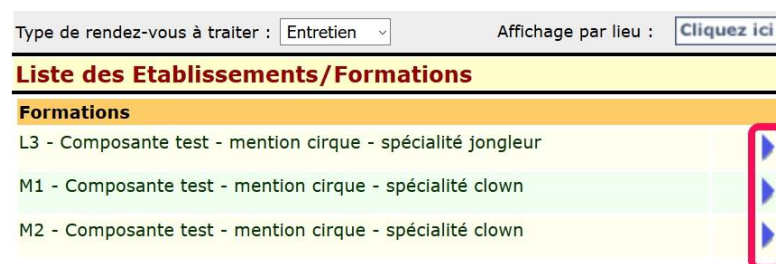 Type de rendez-vous à traiter : Entretien Affichage par lieu : Cliquez ici
Liste des Etablissements/Formations
Formations
L3 - Composante test - mention cirque - spécialité jongleur
M1 - Composante test - mention cirque - spécialité clown
M2 - Composante test - mention cirque - spécialité clown